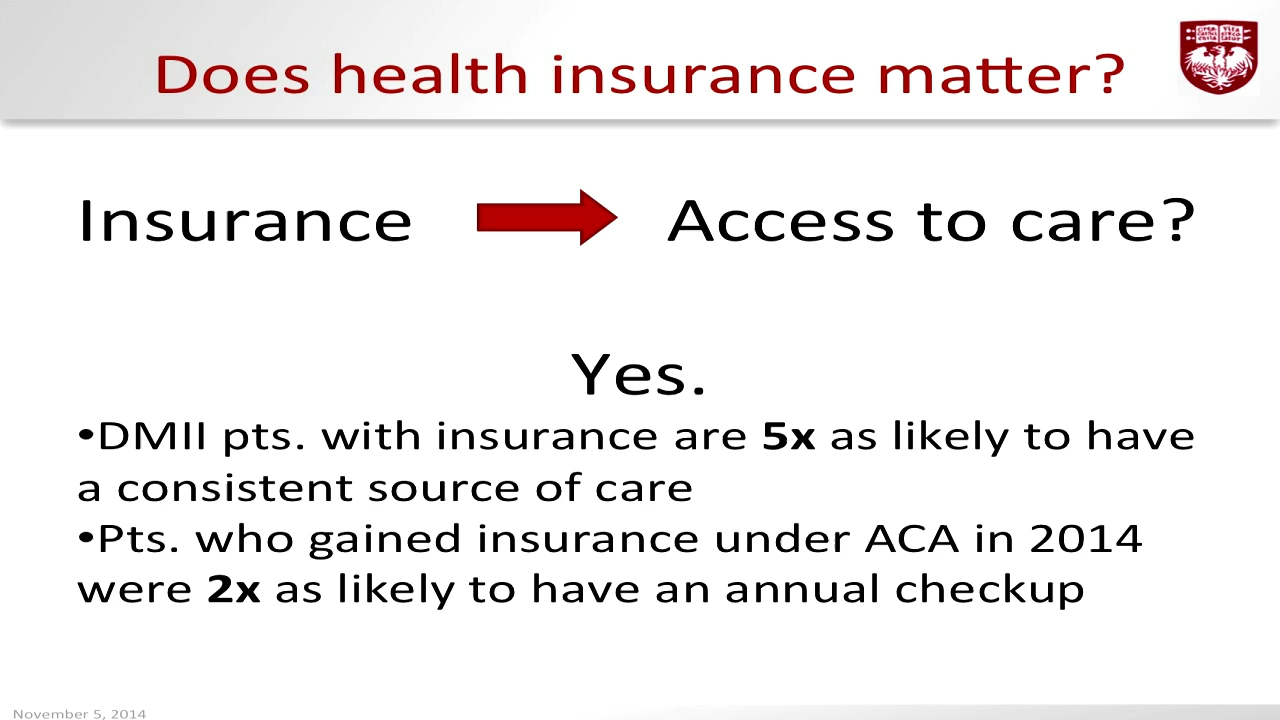 Does health insurance matter?
Insurance Access to care?
Yes.
•DMII pts. with insurance are 5x as likely to have
a consistent source of care
•Pts. who gained insurance under ACA in 2014
were 2x as likely to have an annual checkup
November 5, 2014